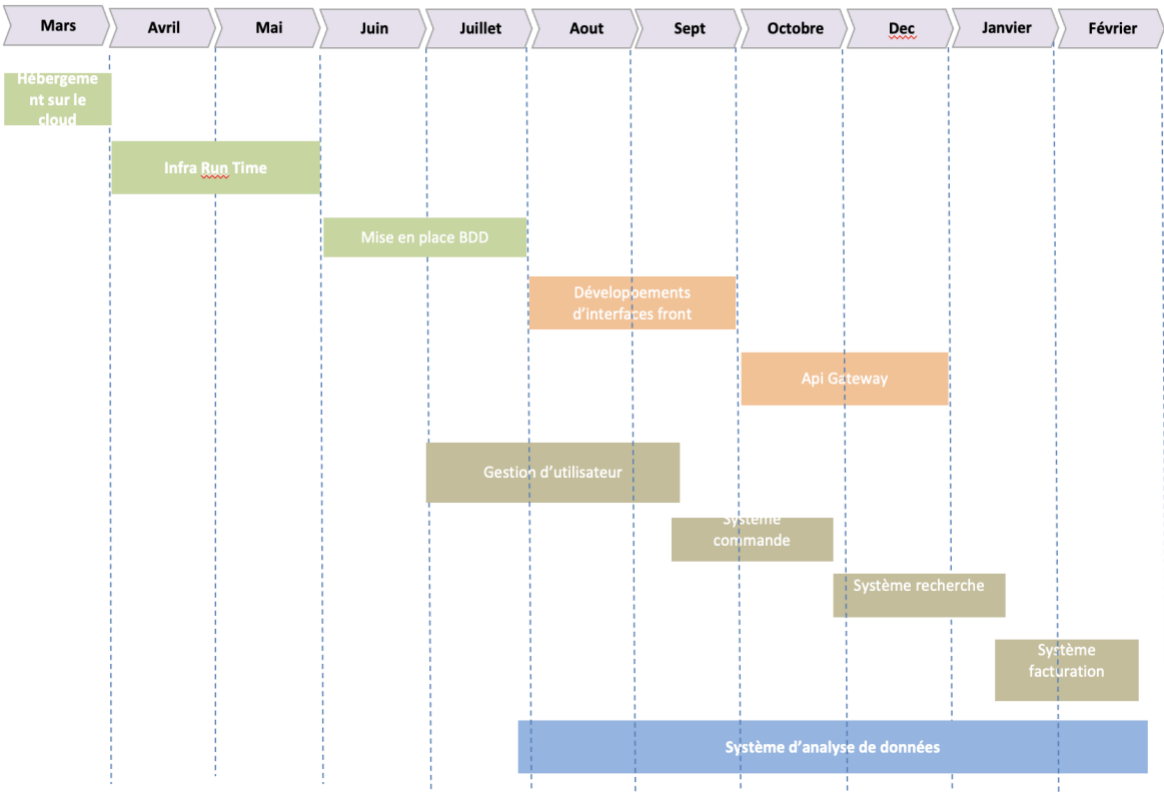 Mars
Avril
Mai
Juin
Juillet
Aout
Sept
Octobre
Dec
Janvier
Février
Hébergeme
nt sur le
cloud
Infra Run Time
Mise en place BDD
Développements
d'interfaces front
Api Gateway
Gestion d'utilisateur
Système
commande
Système recherche
Système
facturation
Système d'analyse de données